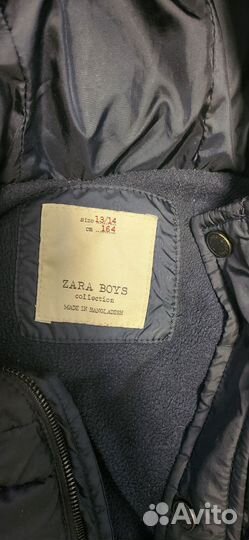 size 13/14
cm 164
ZARA BOYS
collection
MADE IN BANGLADESH
Avito